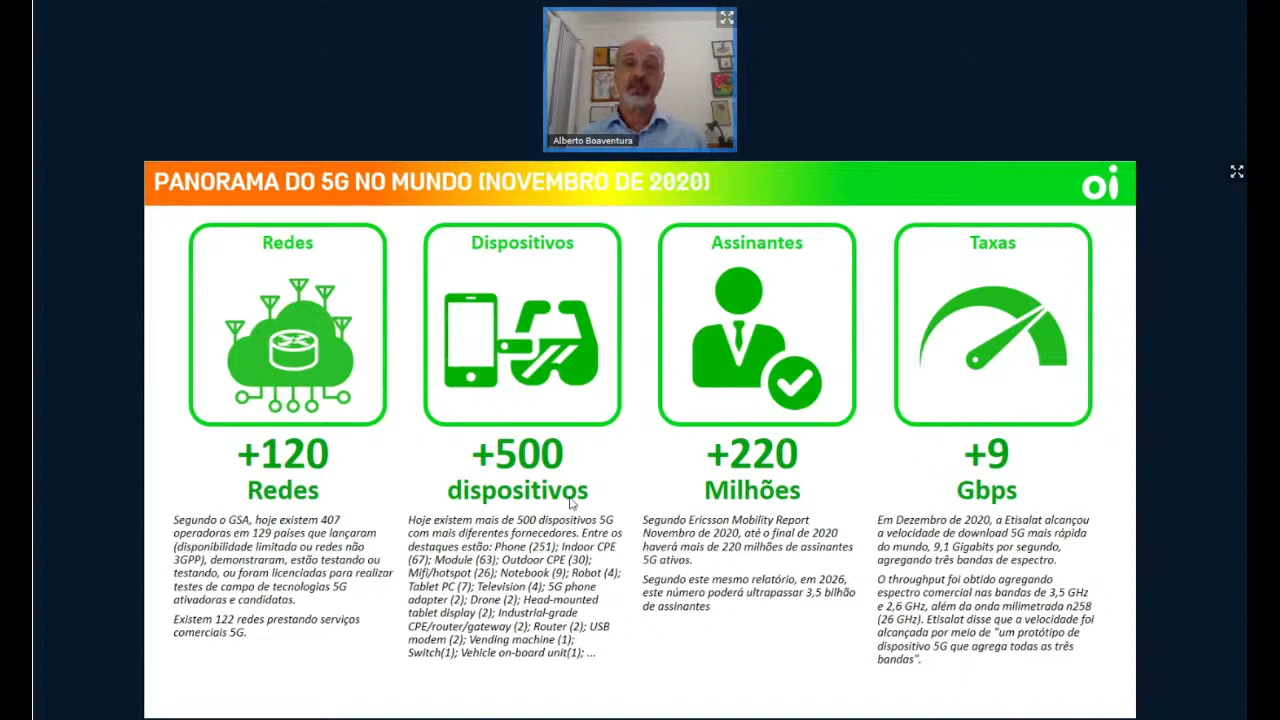 Alberto Boaventura
PANORAMA DO 5G NO MUNDO (NOVEMBRO DE 2020)
oi
Redes
Dispositivos
Assinantes
Taxas
+120
Redes
+500
dispositivos
+220
Milhões
+9
Gbps
Segundo o GSA, hoje existem 407
operadoras em 129 países que lançaram
(disponibilidade limitada ou redes não
3GPP), demonstraram, estão testando ou
testando, ou foram licenciadas para realizar
testes de campo de tecnologias 5G
ativadoras e candidatas.
Existem 122 redes prestando serviços
comerciais 5G.
Hoje existem mais de 500 dispositivos 5G
com mais diferentes fornecedores. Entre os
destaques estão: Phone (251); Indoor CPE
(67); Module (63); Outdoor CPE (30);
Mifi/hotspot (26); Notebook (9); Robot (4);
Tablet PC (7); Television (4); 5G phone
adapter (2); Drone (2); Head-mounted
tablet display (2); Industrial-grade
CPE/router/gateway (2); Router (2); USB
modem (2); Vending machine (1);
Switch(1); Vehicle on-board unit(1); ...
Segundo Ericsson Mobility Report
Novembro de 2020, até o final de 2020
haverá mais de 220 milhões de assinantes
5G ativos.
Segundo este mesmo relatório, em 2026,
este número poderá ultrapassar 3,5 bilhão
de assinantes
Em Dezembro de 2020, a Etisalat alcançou
a velocidade de download 5G mais rápida
do mundo, 9,1 Gigabits por segundo,
agregando três bandas de espectro.
O throughput foi obtido agregando
espectro comercial nas bandas de 3,5 GHz
e 2,6 GHz, além da onda milimetrada n258
(26 GHz). Etisalat disse que a velocidade foi
alcançada por meio de "um protótipo de
dispositivo 5G que agrega todas as três
bandas".